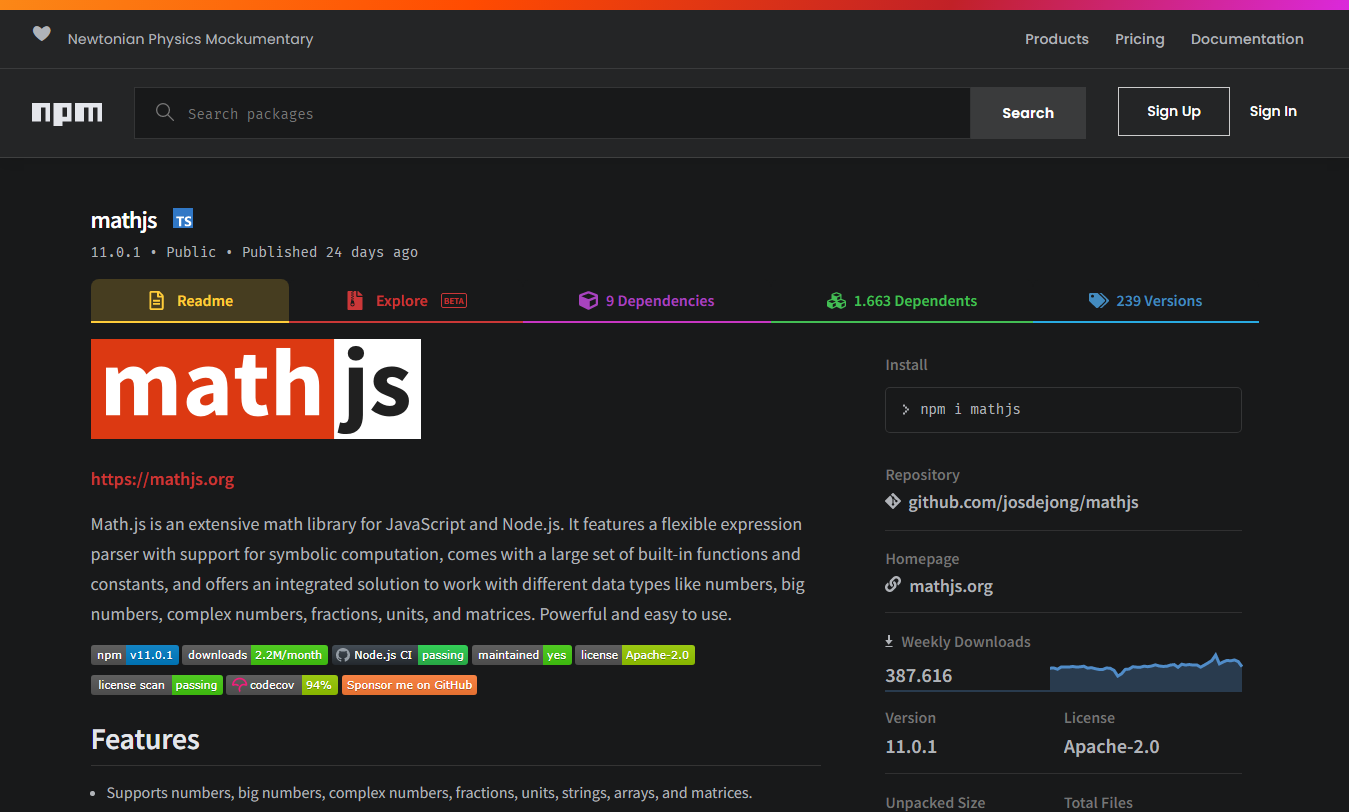 Newtonian Physics Mockumentary
Products Pricing Documentation
npm
Search packages
Search
Sign Up
Sign In
mathjs TS
11.0.1 • Public • Published 24 days ago
Readme
Explore BETA
9 Dependencies
1.663 Dependents
239 Versions
mathjs
https://mathjs.org
Math.js is an extensive math library for JavaScript and Node.js. It features a flexible expression
parser with support for symbolic computation, comes with a large set of built-in functions and
constants, and offers an integrated solution to work with different data types like numbers, big
numbers, complex numbers, fractions, units, and matrices. Powerful and easy to use.
npm v11.0.1 downloads 2.2M/month Node.js CI passing maintained yes license Apache-2.0
license scan passing codecov 94% Sponsor me on GitHub
Features
• Supports numbers, big numbers, complex numbers, fractions, units, strings, arrays, and matrices.
Install
npm i mathjs
Repository
github.com/josdejong/mathjs
Homepage
mathjs.org
Weekly Downloads
387.616
Version License
11.0.1 Apache-2.0
Unpacked Size Total Files